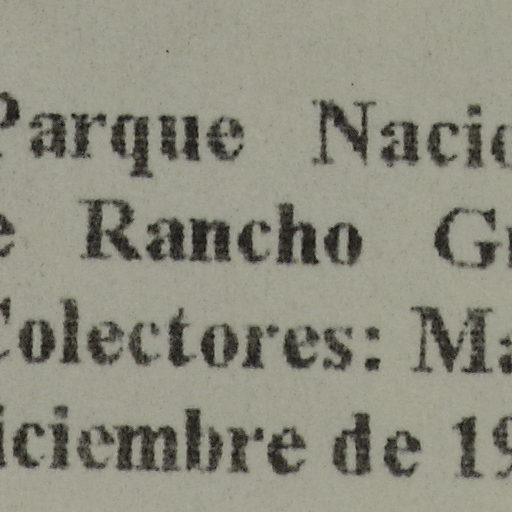 Parque Nacio
e Rancho Gr
Colectores: Ma
iciembre de 19